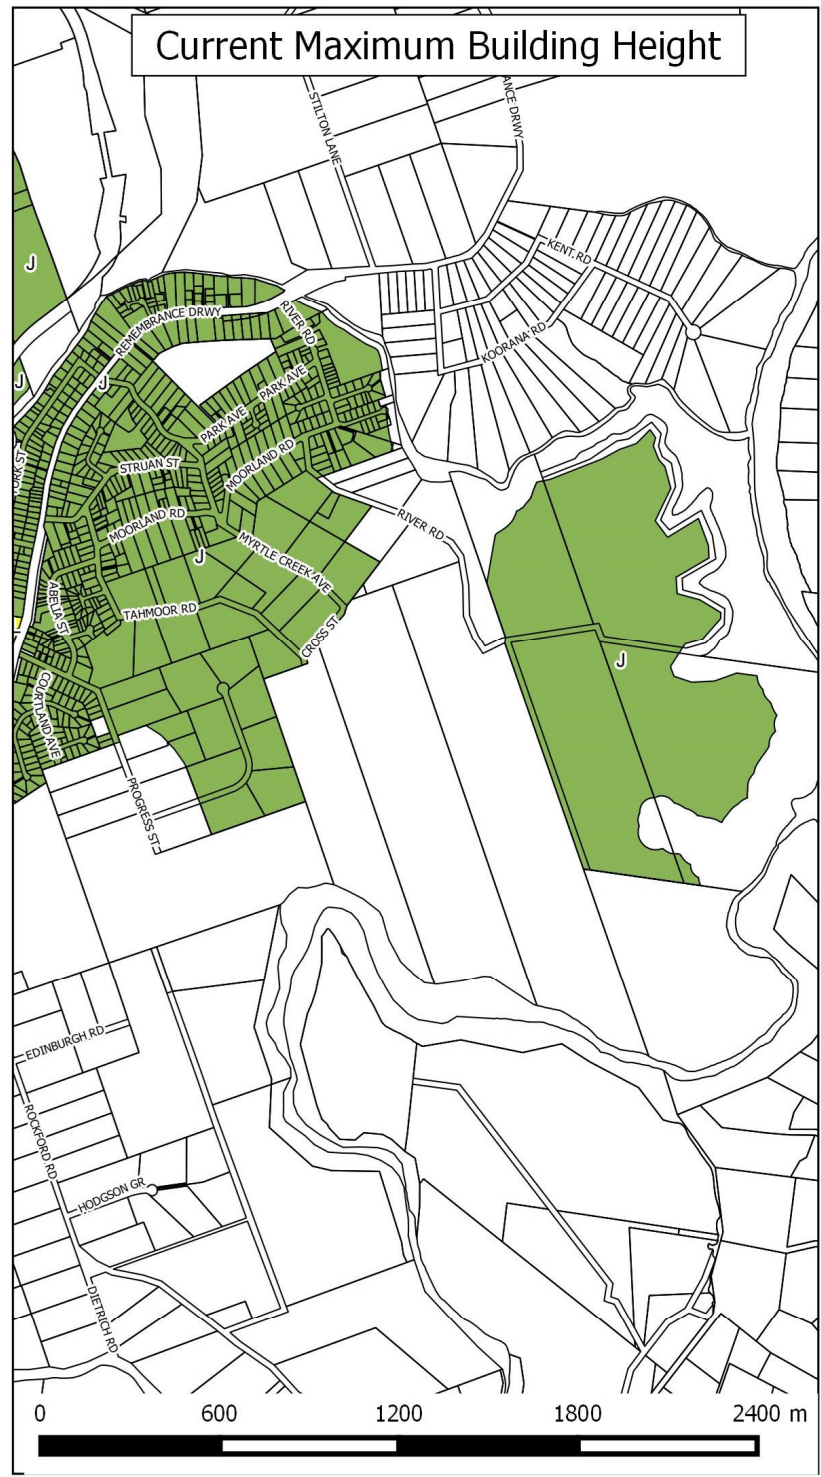 Current Maximum Building Height
STILTON LANE
ANCE DRWY
KENT RD
J
REMEMBRANCE DRWY
RIVER RD
KOORANA RD
J
J
PARK AVE
PARK AVE
STRUAN ST
MOORLAND RD
YORK ST
MOORLAND RD
RIVER RD
J
MYRTLE CREEK AVE
ABELIA ST
TAHMOOR RD
CROSS ST
J
COURTLAND AVE
PROGRESS ST
EDINBURGH RD
ROCKFORD RD
HODGSON GR
DIETRICH RD
0 600 1200 1800 2400 m